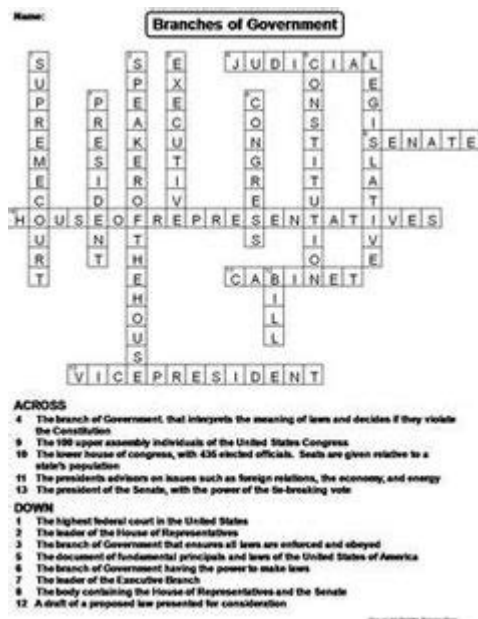 Name:
Branches of Government
JUDICIAL
SENATE
HOUSEOFREPRESENTATIVES
CABINET
VICEPRESIDENT
SUPREMECOURT
SPEAKEROFTHEHOUSE
EXECUTIVE
CONSTITUTION
LEGISLATIVE
PRESIDENT
CONGRESS
BILL
ACROSS
4 The branch of Government, that interprets the meaning of laws and decides if they violate
the Constitution
9 The 100 upper assembly individuals of the United States Congress
10 The lower house of congress, with 435 elected officials. Seats are given relative to a
state's population
11 The presidents advisors on issues such as foreign relations, the economy, and energy
13 The president of the Senate, with the power of the tie-breaking vote
DOWN
1 The highest federal court in the United States
2 The leader of the House of Representatives
3 The branch of Government that ensures all laws are enforced and obeyed
5 The document of fundamental principals and laws of the United States of America
6 The branch of Government having the power to make laws
7 The leader of the Executive Branch
8 The body containing the House of Representatives and the Senate
12 A draft of a proposed law presented for consideration